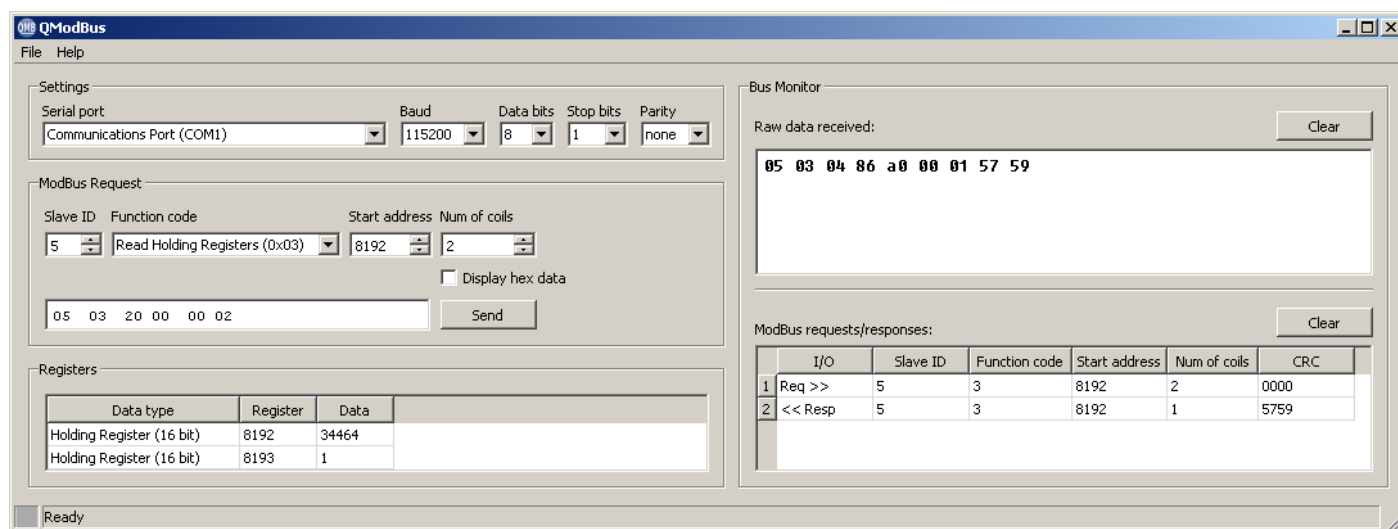 QMB QModBus
File Help
Settings
Serial port Baud Data bits Stop bits Parity
Communications Port (COM1) 115200 8 1 none
ModBus Request
Slave ID Function code Start address Num of coils
5 Read Holding Registers (0x03) 8192 2
Display hex data
05 03 20 00 00 02 Send
Registers
Data type Register Data
Holding Register (16 bit) 8192 34464
Holding Register (16 bit) 8193 1
Bus Monitor
Raw data received: Clear
05 03 04 86 a0 00 01 57 59
ModBus requests/responses: Clear
I/O Slave ID Function code Start address Num of coils CRC
1 Req >> 5 3 8192 2 0000
2 << Resp 5 3 8192 1 5759
Ready